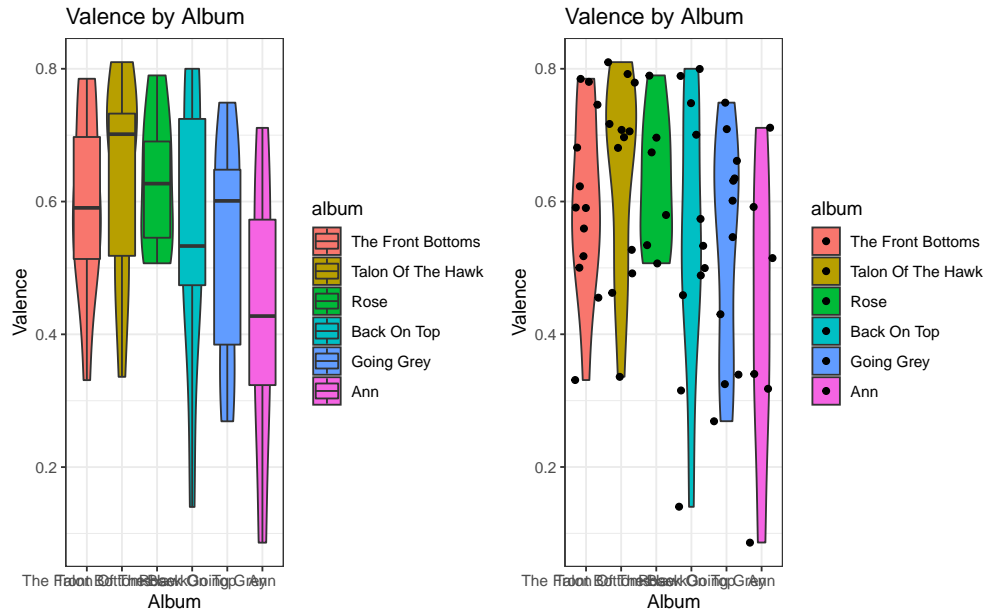 Valence by Album
Valence
0.8
0.6
0.4
0.2
Album
album
The Front Bottoms
Talon Of The Hawk
Rose
Back On Top
Going Grey
Ann
Valence by Album
Valence
0.8
0.6
0.4
0.2
Album
album
The Front Bottoms
Talon Of The Hawk
Rose
Back On Top
Going Grey
Ann